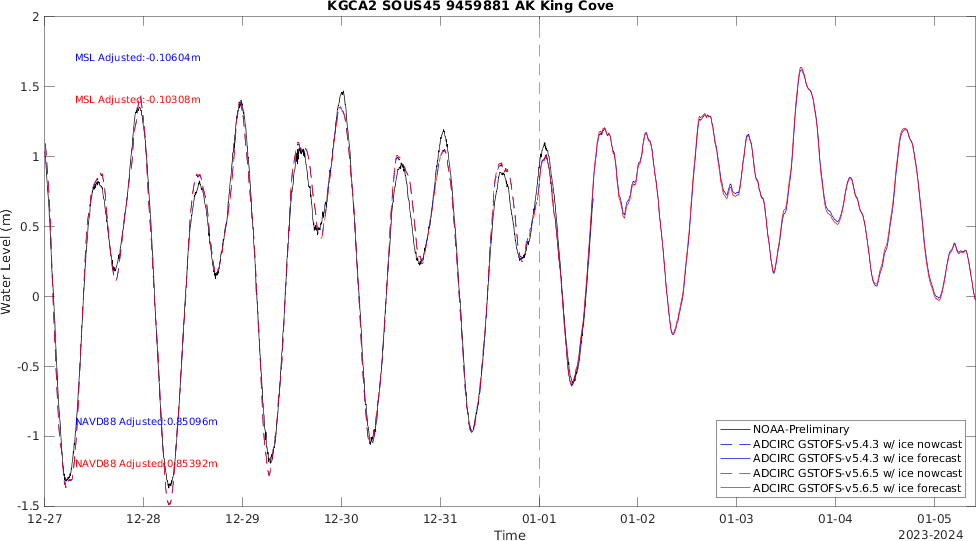 KGCA2 SOUS45 9459881 AK King Cove
2
1.5
1
0.5
0
-0.5
-1
-1.5
Water Level (m)
MSL Adjusted:-0.10604m
MSL Adjusted:-0.10308m
NAVD88 Adjusted:0.85096m
NAVD88 Adjusted:0.85392m
NOAA-Preliminary
ADCIRC GSTOFS-v5.4.3 w/ ice nowcast
ADCIRC GSTOFS-v5.4.3 w/ ice forecast
ADCIRC GSTOFS-v5.6.5 w/ ice nowcast
ADCIRC GSTOFS-v5.6.5 w/ ice forecast
12-27 12-28 12-29 12-30 12-31 01-01 01-02 01-03 01-04 01-05
Time
2023-2024